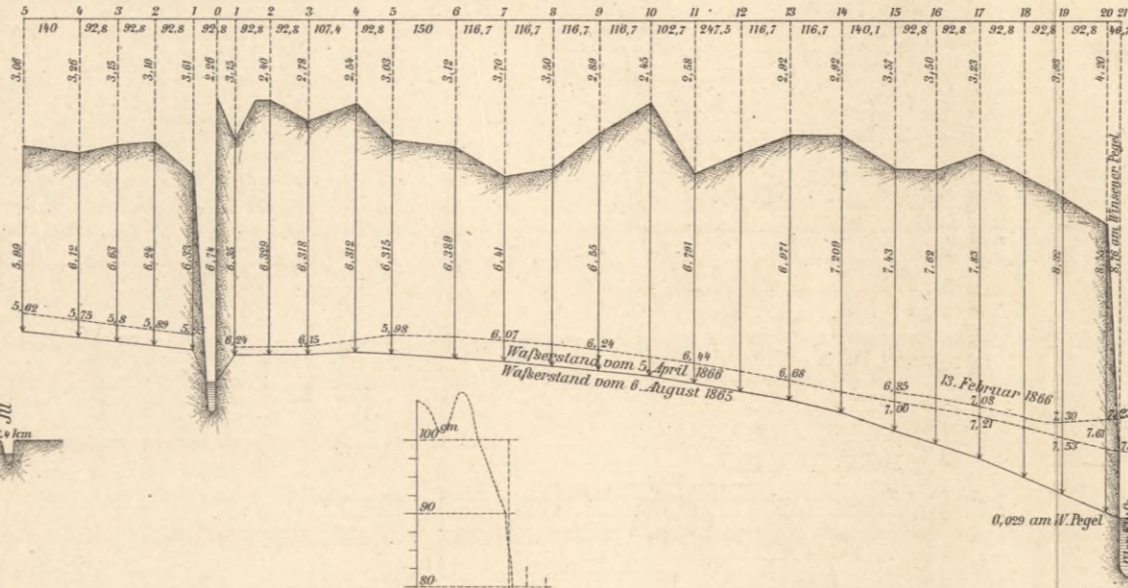 5 4 3 2 1 0 1 2 3 4 5 6 7 8 9 10 11 12 13 14 15 16 17 18 19 20 21
140 92,8 92,8 92,8 92,8 92,8 92,8 107,4 92,8 150 116,7 116,7 116,7 116,7 102,7 247,5 116,7 116,7 140,1 92,8 92,8 92,8 92,8 92,8
3,06 3,26 3,15 3,10 3,61 2,26 3,15 2,40 2,78 2,54 3,03 3,12 3,70 3,50 2,89 2,45 2,58 2,92 2,92 3,57 3,50 3,23 3,83 4,20
5,99 6,12 6,63 6,24 6,33 6,74 6,35 6,329 6,318 6,312 6,315 6,389 6,41 6,55 6,791 6,971 7,209 7,43 7,62 7,83 8,32 8,55 8,76 am Winsener Pegel
5,62 5,75 5,8 5,89 6,24 6,15 5,98 6,07 6,24 6,44 6,68 6,85 7,08 7,30
13. Februar 1866
Waßerstand vom 5. April 1866
7,00 7,21 7,53 7,61
Waßerstand vom 6. August 1865
0,029 am W. Pegel
100 cm
90
80